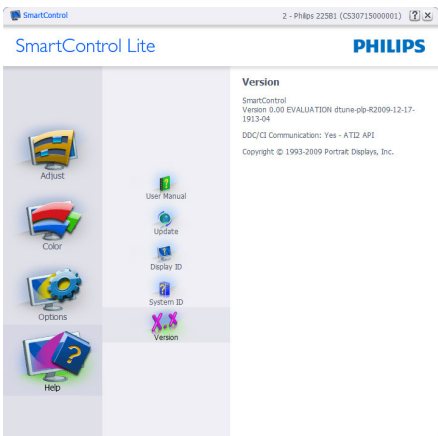 SmartControl
2 - Philips 225B1 (CS30715000001)
?
X
SmartControl Lite
PHILIPS
Adjust
Color
Options
?
Help
?
User Manual
Update
Display ID
?
System ID
X.X
Version
Version
SmartControl
Version 0.00 EVALUATION dtune-plp-R2009-12-17-
1913-04
DDC/CI Communication: Yes - ATI2 API
Copyright © 1993-2009 Portrait Displays, Inc.